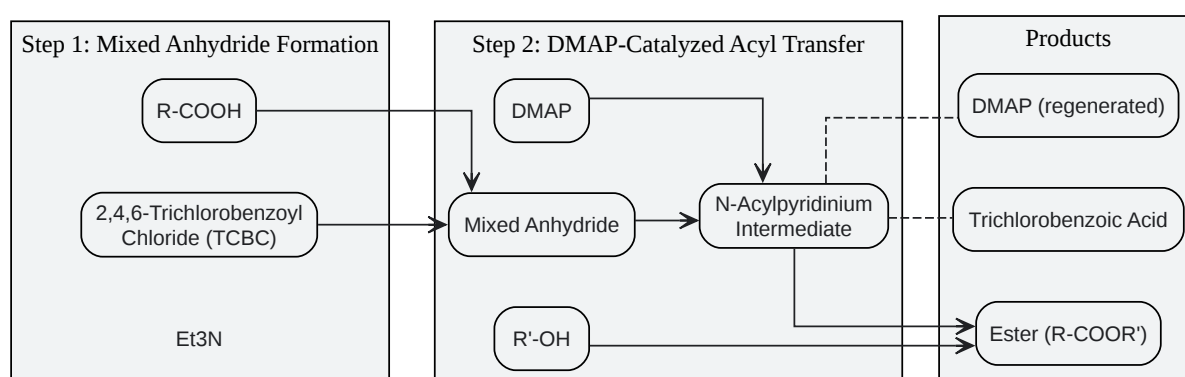 Step 1: Mixed Anhydride Formation
R-COOH
2,4,6-Trichlorobenzoyl
Chloride (TCBC)
Et3N
Step 2: DMAP-Catalyzed Acyl Transfer
DMAP
Mixed Anhydride
N-Acylpyridinium
Intermediate
R'-OH
Products
DMAP (regenerated)
Trichlorobenzoic Acid
Ester (R-COOR')